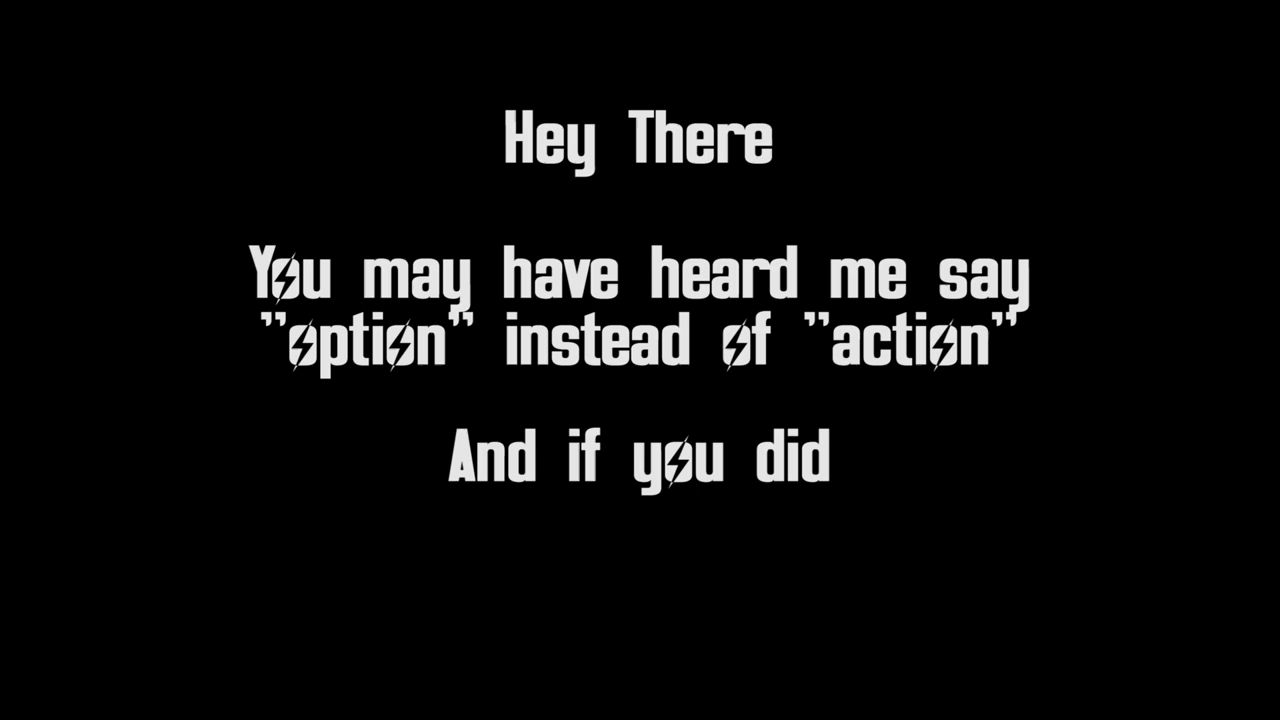 Hey There
You may have heard me say
"option" instead of "action"
And if you did